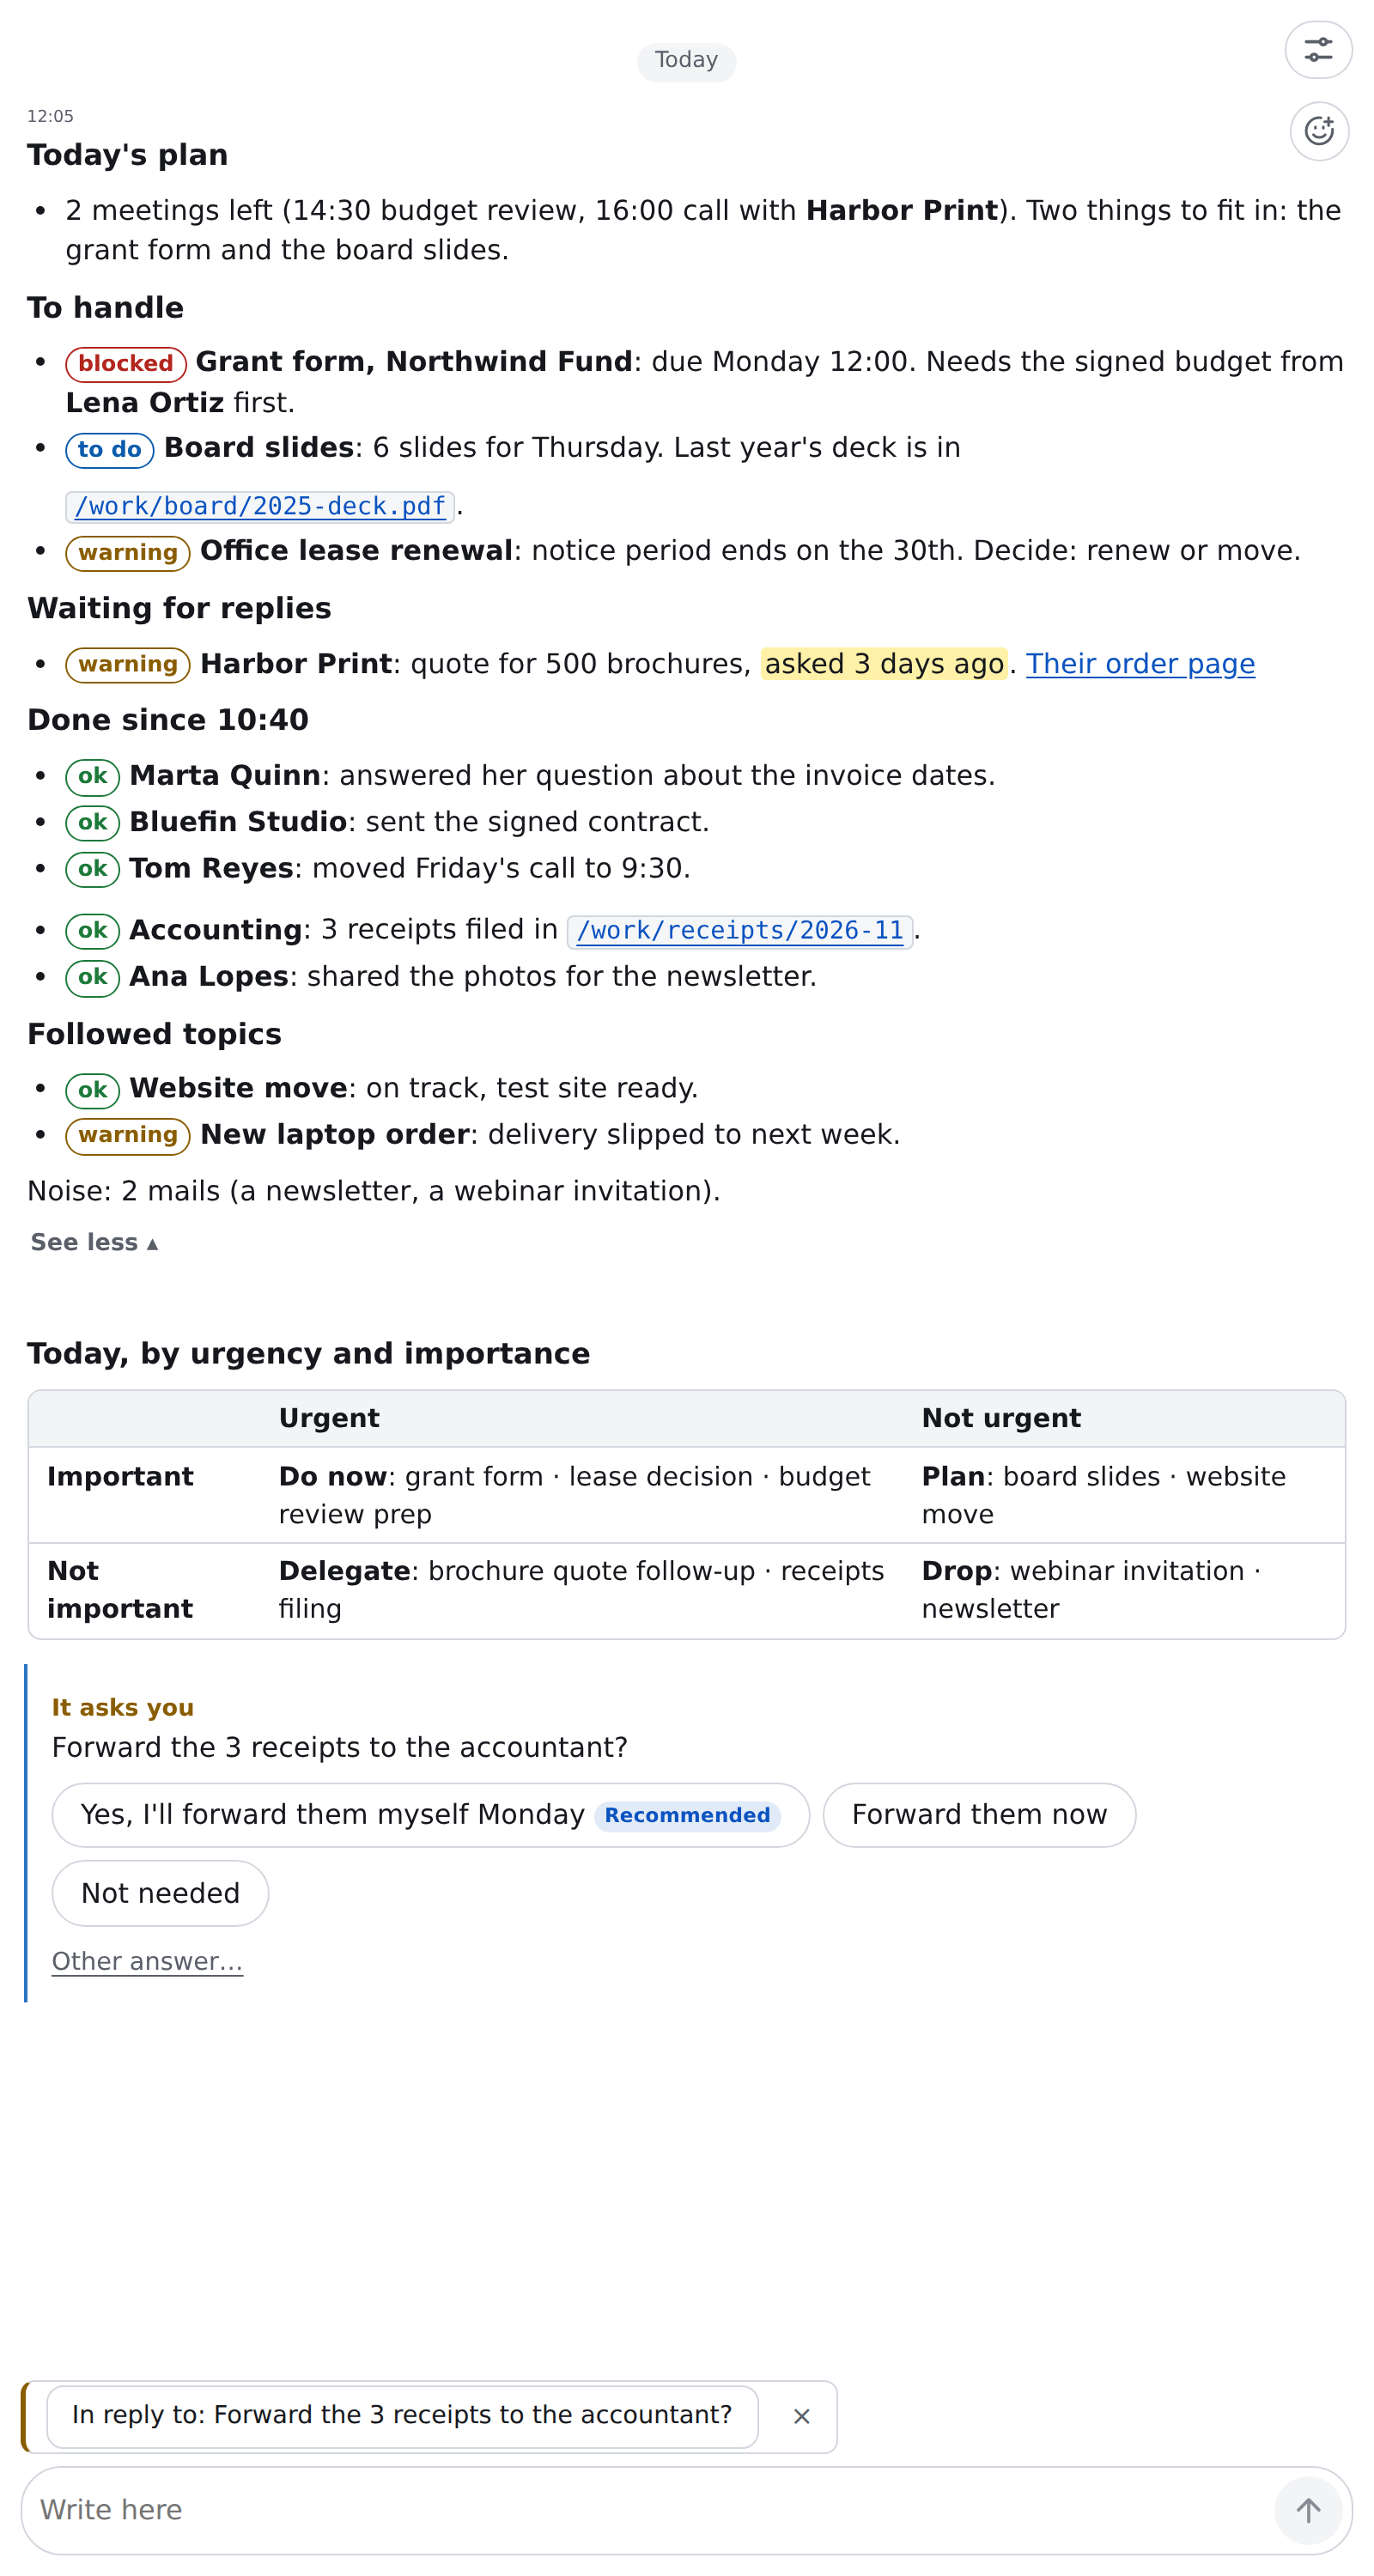 Today
12:05
Today's plan
• 2 meetings left (14:30 budget review, 16:00 call with Harbor Print). Two things to fit in: the
grant form and the board slides.
To handle
• blocked Grant form, Northwind Fund: due Monday 12:00. Needs the signed budget from
Lena Ortiz first.
• to do Board slides: 6 slides for Thursday. Last year's deck is in
/work/board/2025-deck.pdf.
• warning Office lease renewal: notice period ends on the 30th. Decide: renew or move.
Waiting for replies
• warning Harbor Print: quote for 500 brochures, asked 3 days ago. Their order page
Done since 10:40
• ok Marta Quinn: answered her question about the invoice dates.
• ok Bluefin Studio: sent the signed contract.
• ok Tom Reyes: moved Friday's call to 9:30.
• ok Accounting: 3 receipts filed in /work/receipts/2026-11.
• ok Ana Lopes: shared the photos for the newsletter.
Followed topics
• ok Website move: on track, test site ready.
• warning New laptop order: delivery slipped to next week.
Noise: 2 mails (a newsletter, a webinar invitation).
See less ▴
Today, by urgency and importance
Urgent Not urgent
Important Do now: grant form · lease decision · budget Plan: board slides · website
review prep move
Not Delegate: brochure quote follow-up · receipts Drop: webinar invitation ·
important filing newsletter
It asks you
Forward the 3 receipts to the accountant?
Yes, I'll forward them myself Monday Recommended Forward them now
Not needed
Other answer...
In reply to: Forward the 3 receipts to the accountant? ×
Write here